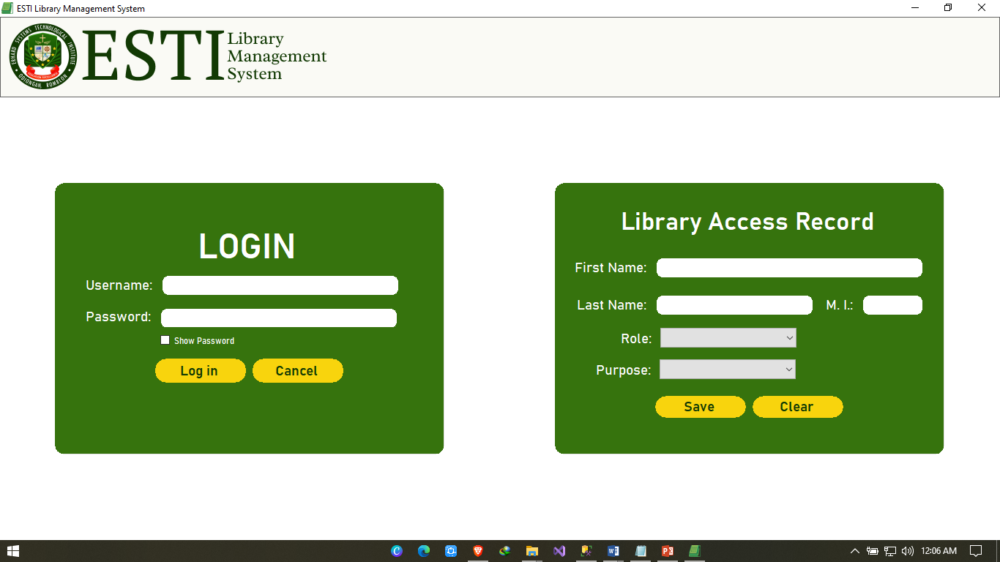 ESTI Library Management System
ERHARD SYSTEMS TECHNOLOGICAL INSTITUTE
ODIONGAN, ROMBLON
ESTI
Library
Management
System
LOGIN
Username:
Password:
Show Password
Log in
Cancel
Library Access Record
First Name:
Last Name:
M. I.:
Role:
Purpose:
Save
Clear
12:06 AM